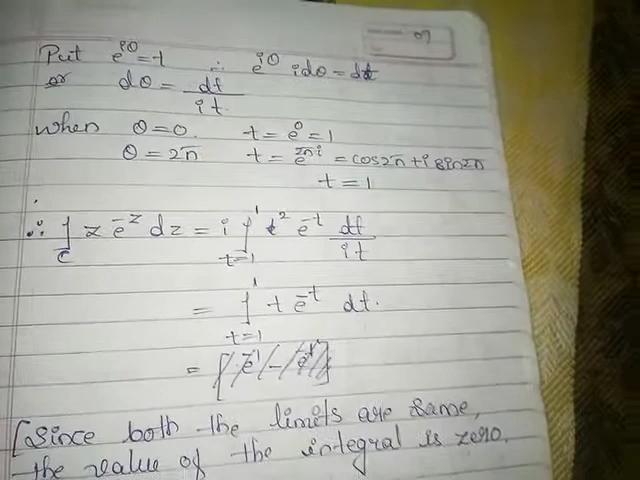 Put e^{iθ} = t ∴ e^{iθ} i dθ = dt
or dθ = dt / it
When θ = 0. t = e^0 = 1
θ = 2π t = e^{2πi} = cos2π + i sin2π
t = 1
∴ ∫_C z e^{-z} dz = i ∫_{t=1}^{1} t^2 e^{-t} dt / it
= ∫_{t=1}^{1} t e^{-t} dt.
=
[Since both the limits are same,
the value of the integral is zero.